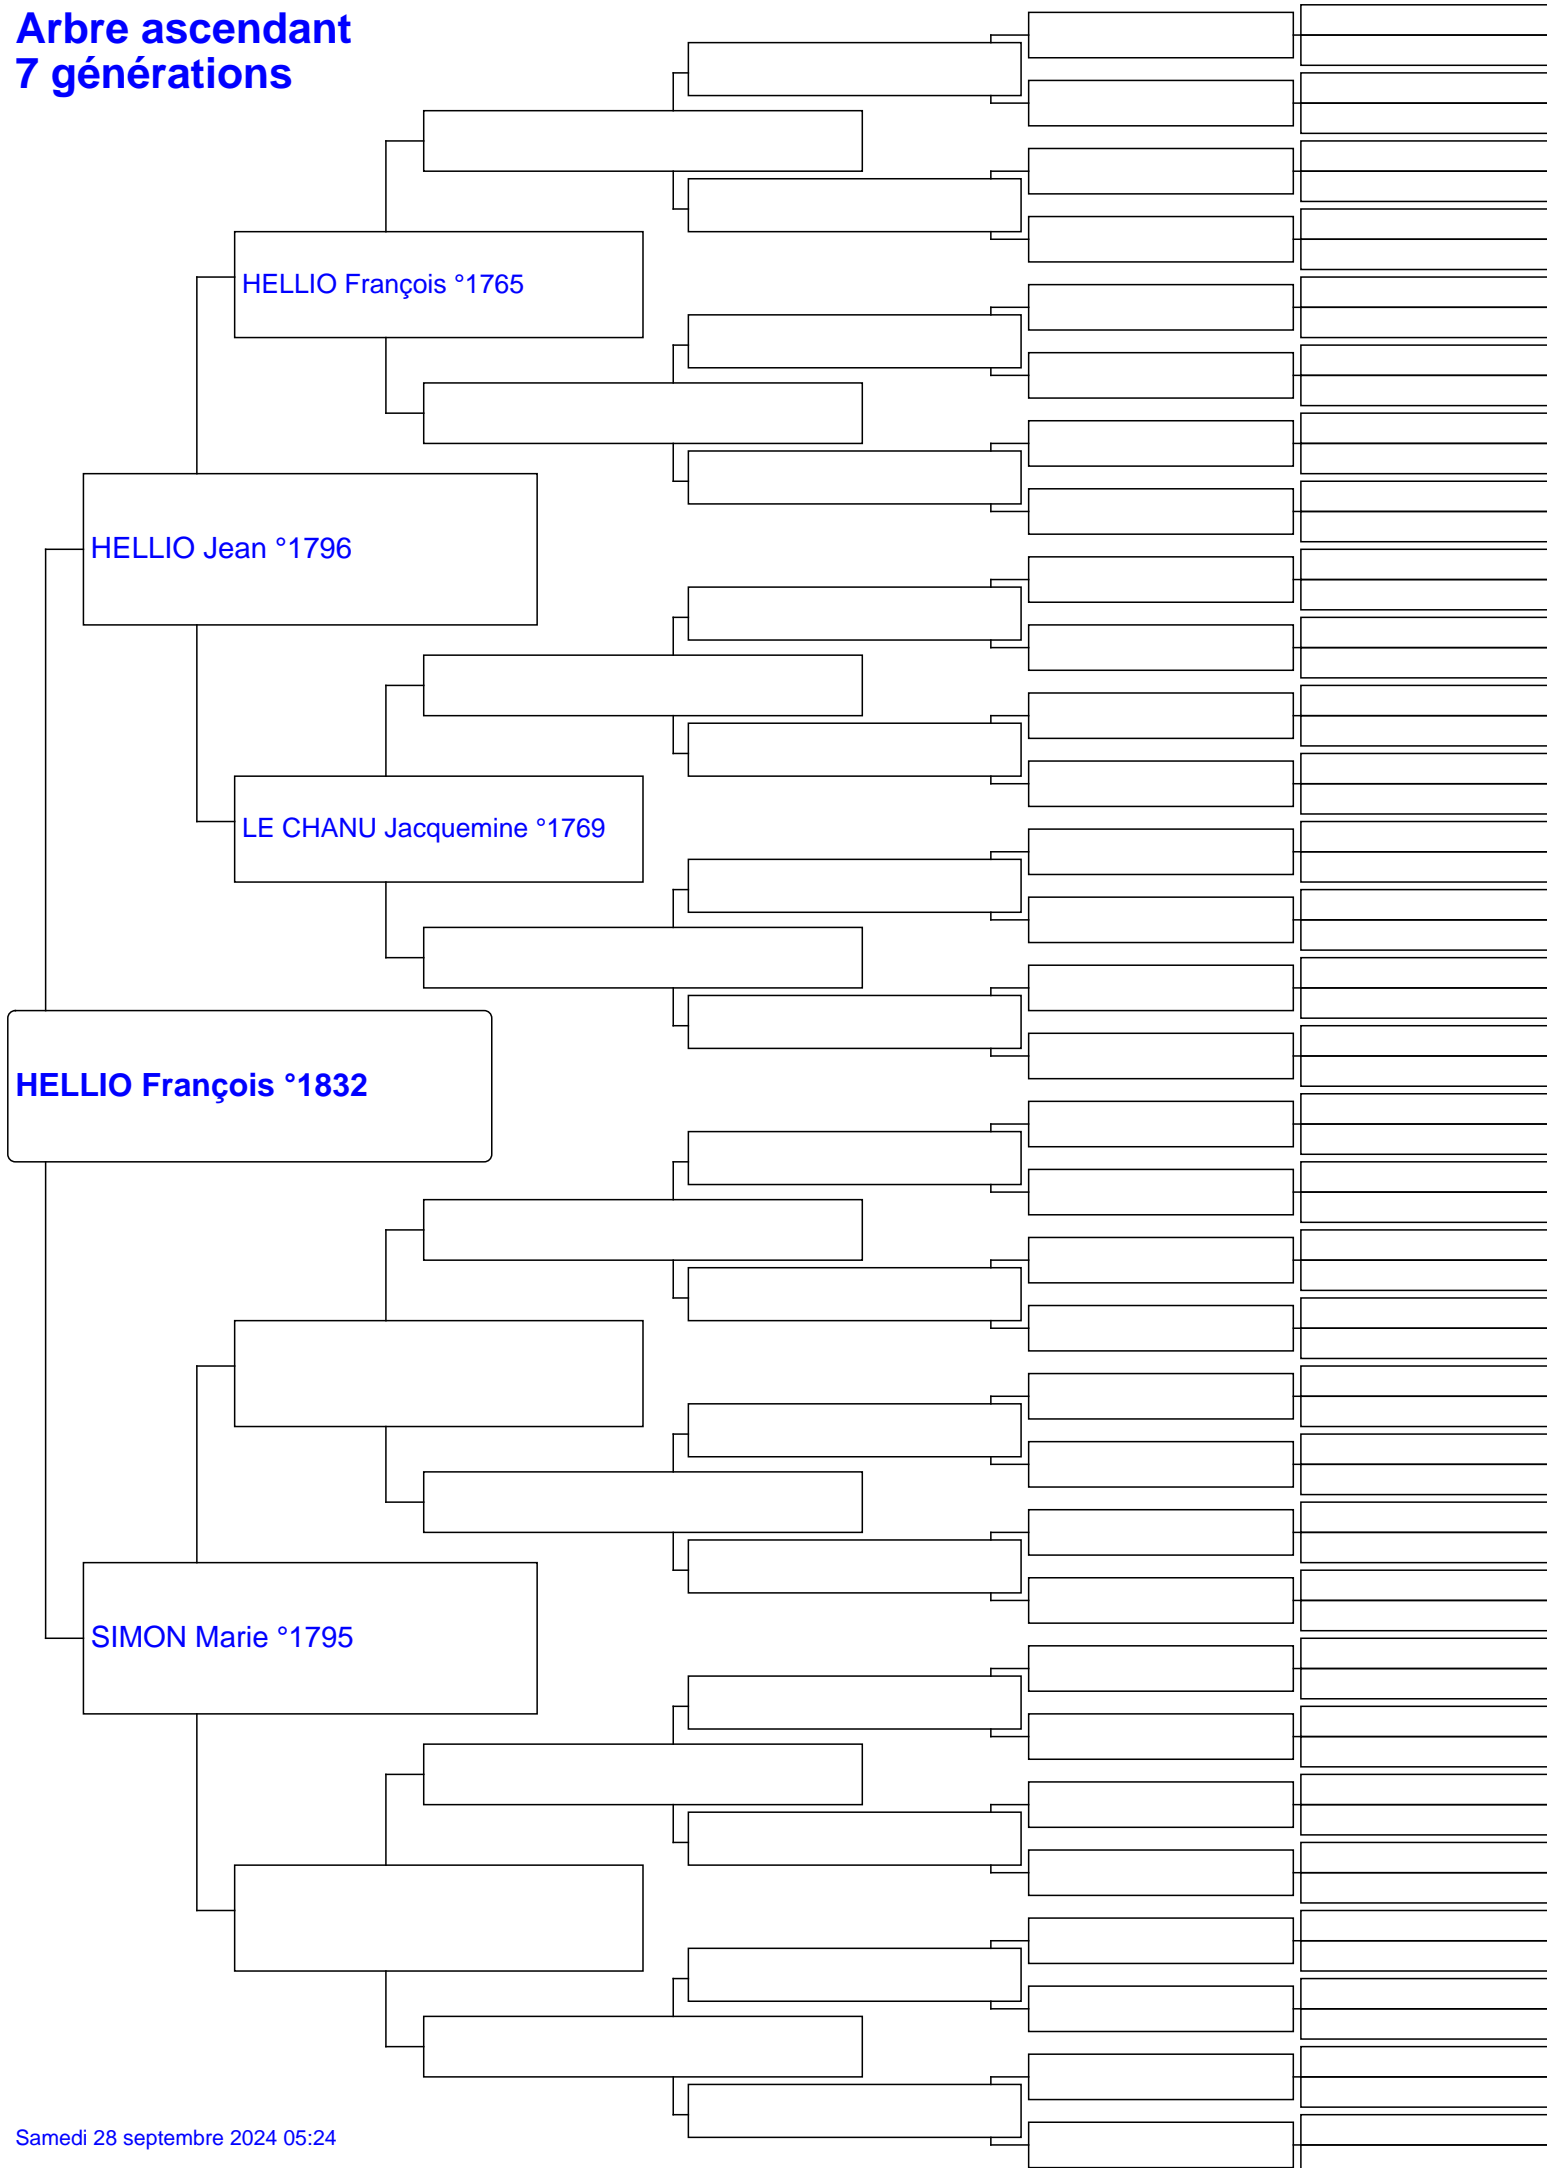 Arbre ascendant
7 générations
HELLIO François °1765
HELLIO Jean °1796
LE CHANU Jacquemine °1769
HELLIO François °1832
SIMON Marie °1795
Samedi 28 septembre 2024 05:24